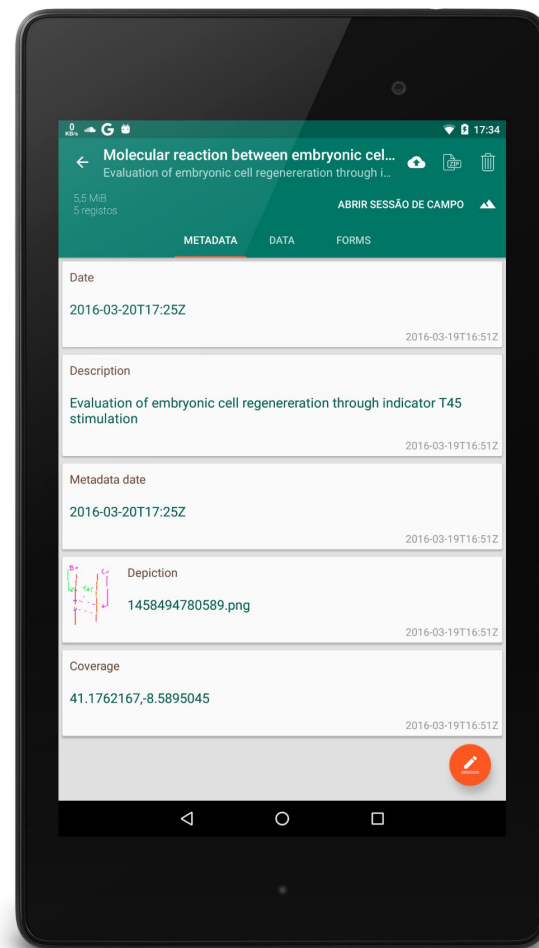 0
KB/s
G
17:34
Molecular reaction between embryonic cel...
Evaluation of embryonic cell regenereration through i...
ZIP
5,5 MiB
5 registos
ABRIR SESSÃO DE CAMPO
METADATA DATA FORMS
Date
2016-03-20T17:25Z
2016-03-19T16:51Z
Description
Evaluation of embryonic cell regenereration through indicator T45
stimulation
2016-03-19T16:51Z
Metadata date
2016-03-20T17:25Z
2016-03-19T16:51Z
Depiction
1458494780589.png
2016-03-19T16:51Z
Coverage
41.1762167,-8.5895045
2016-03-19T16:51Z